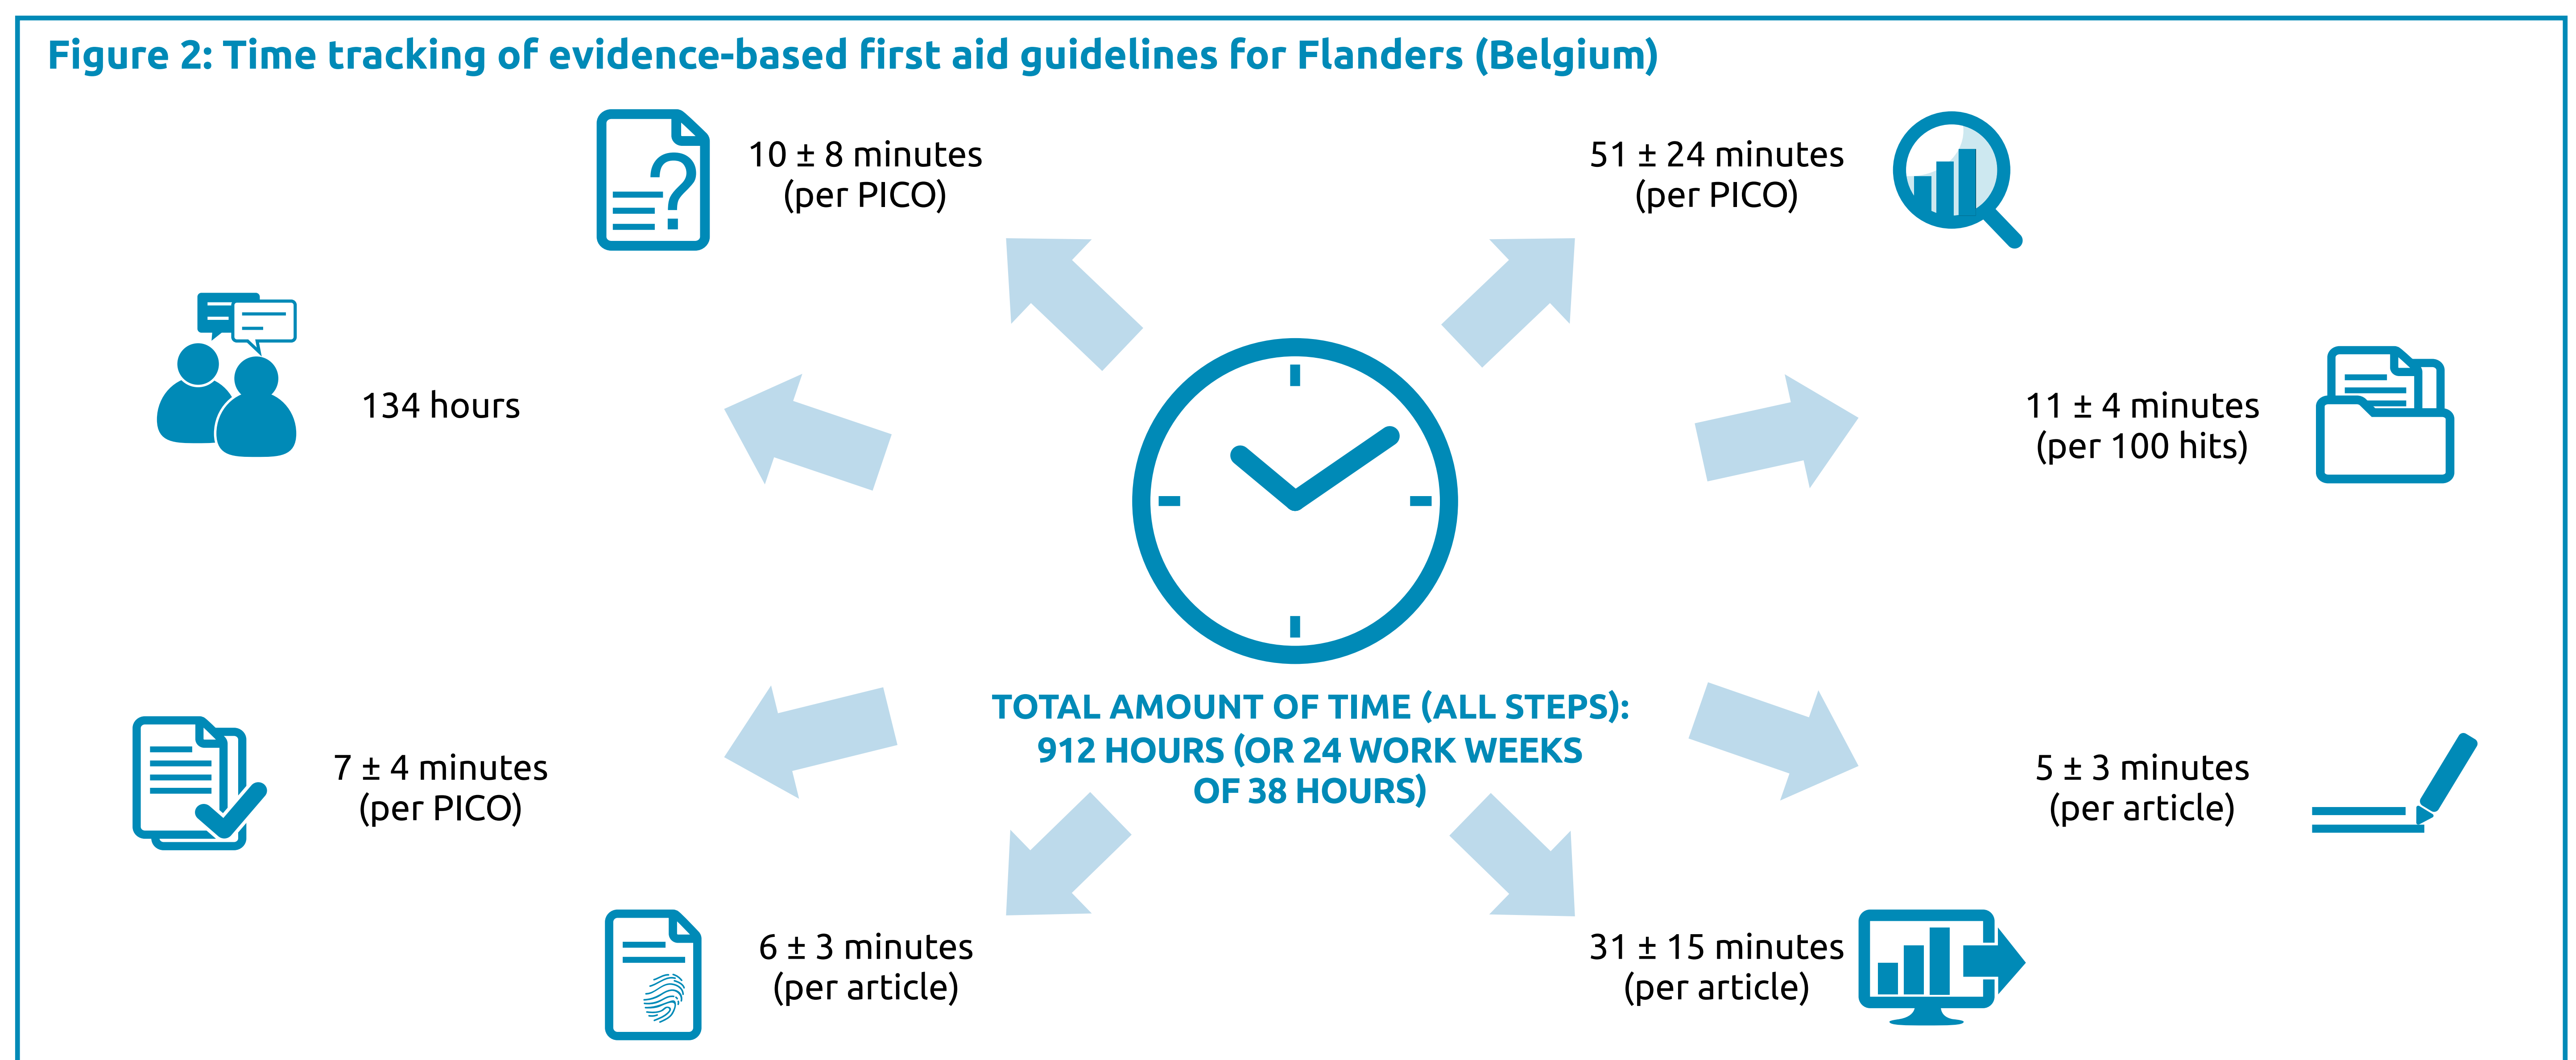 Figure 2: Time tracking of evidence-based first aid guidelines for Flanders (Belgium)
10 ± 8 minutes
(per PICO)
51 ± 24 minutes
(per PICO)
134 hours
11 ± 4 minutes
(per 100 hits)
TOTAL AMOUNT OF TIME (ALL STEPS):
912 HOURS (OR 24 WORK WEEKS
OF 38 HOURS)
7 ± 4 minutes
(per PICO)
5 ± 3 minutes
(per article)
6 ± 3 minutes
(per article)
31 ± 15 minutes
(per article)
?